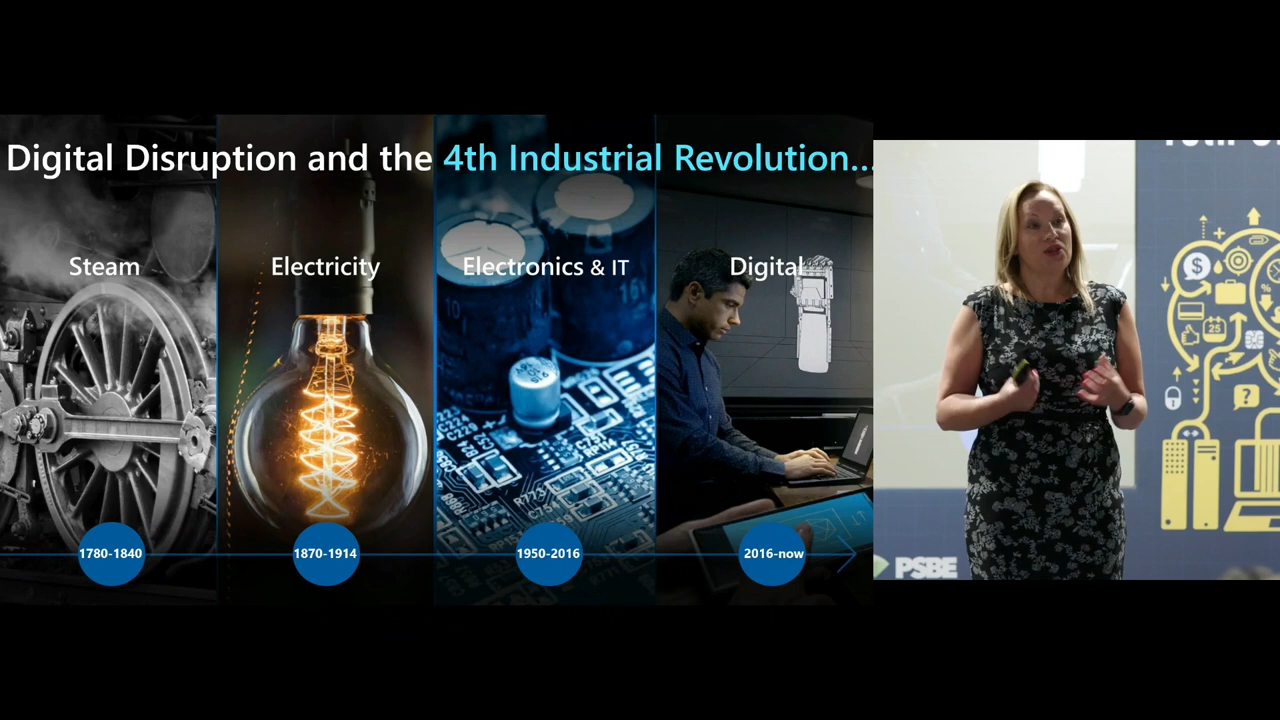 Digital Disruption and the 4th Industrial Revolution...
Steam
Electricity
Electronics & IT
Digital
1780-1840
1870-1914
1950-2016
2016-now
$
%
25
?
PSBE